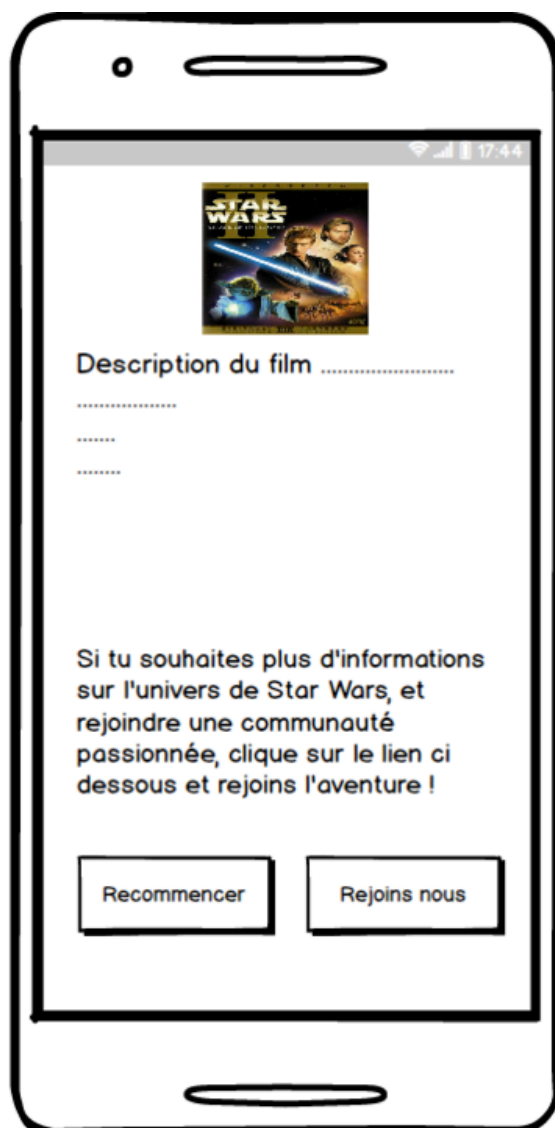 17:44
STAR
WARS
II
Description du film ........................
..................
.......
........
Si tu souhaites plus d'informations
sur l'univers de Star Wars, et
rejoindre une communauté
passionnée, clique sur le lien ci
dessous et rejoins l'aventure !
Recommencer
Rejoins nous